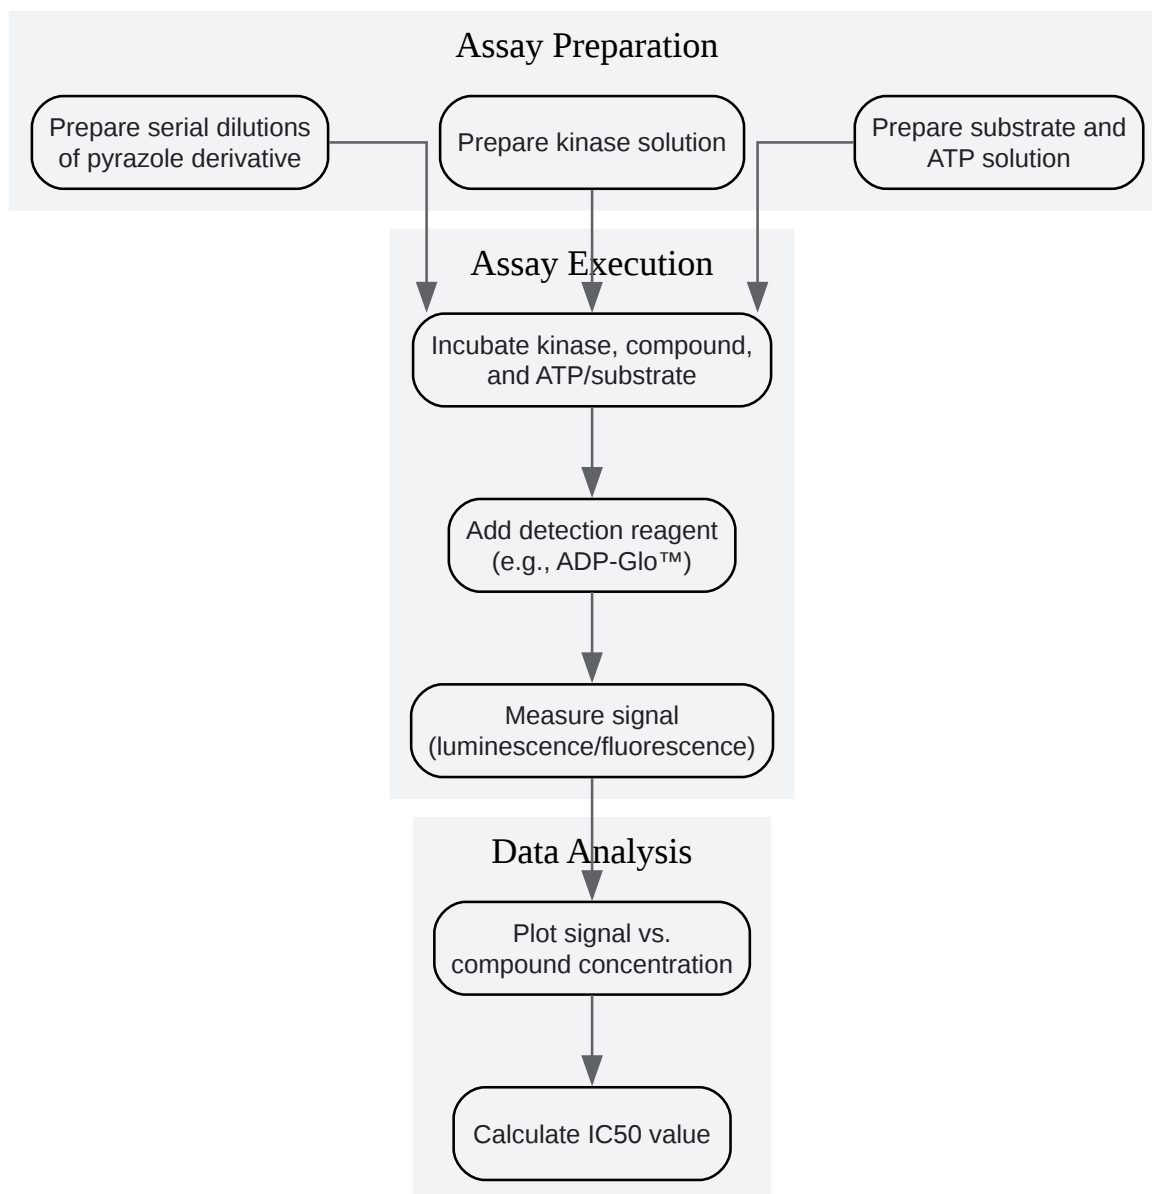 Assay Preparation
Prepare serial dilutions
of pyrazole derivative
Prepare kinase solution
Prepare substrate and
ATP solution
Assay Execution
Incubate kinase, compound,
and ATP/substrate
Add detection reagent
(e.g., ADP-Glo™)
Measure signal
(luminescence/fluorescence)
Data Analysis
Plot signal vs.
compound concentration
Calculate IC50 value